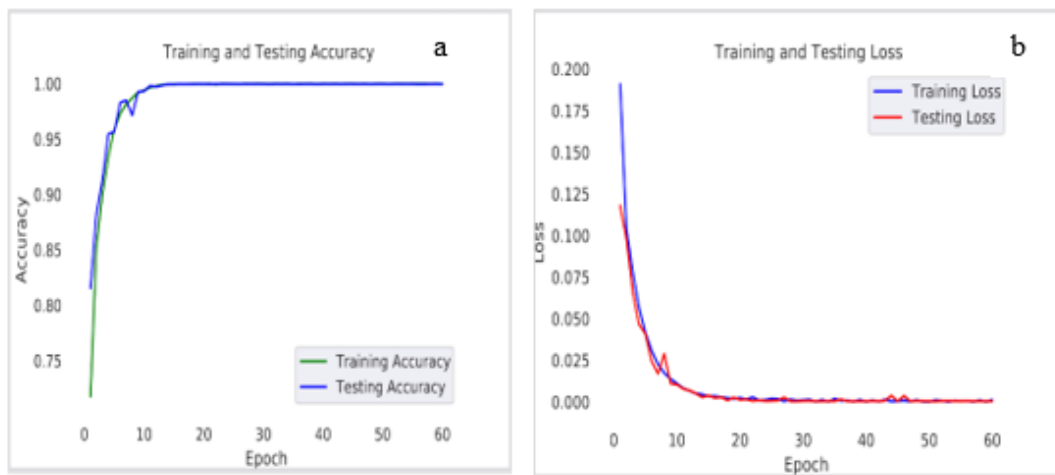 Training and Testing Accuracy
a
1.00
0.95
0.90
0.85
0.80
0.75
Accuracy
Training Accuracy
Testing Accuracy
0 10 20 30 40 50 60
Epoch
Training and Testing Loss
b
0.200
0.175
0.150
0.125
0.100
0.075
0.050
0.025
0.000
Loss
Training Loss
Testing Loss
0 10 20 30 40 50 60
Epoch